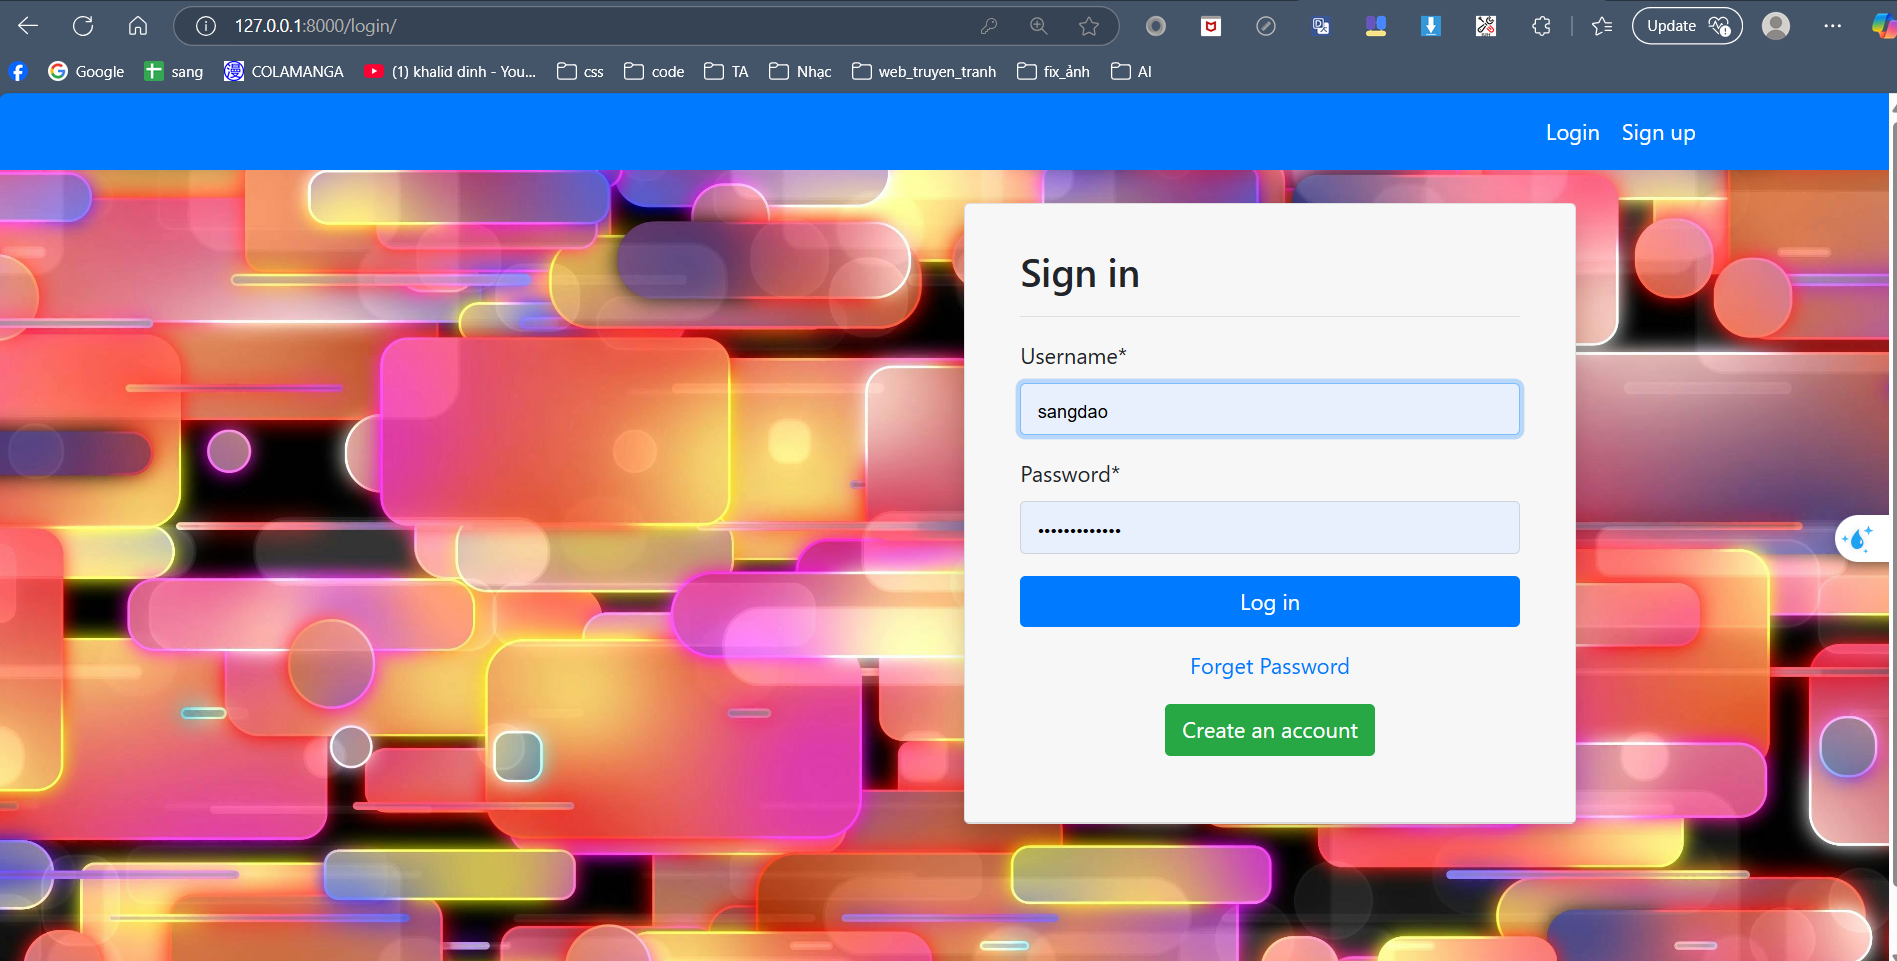 127.0.0.1:8000/login/
Update
Google
sang
COLAMANGA
(1) khalid dinh - You...
css
code
TA
Nhạc
web_truyen_tranh
fix_ảnh
AI
Login
Sign up
Sign in
Username*
sangdao
Password*
•••••••••••••
Log in
Forget Password
Create an account